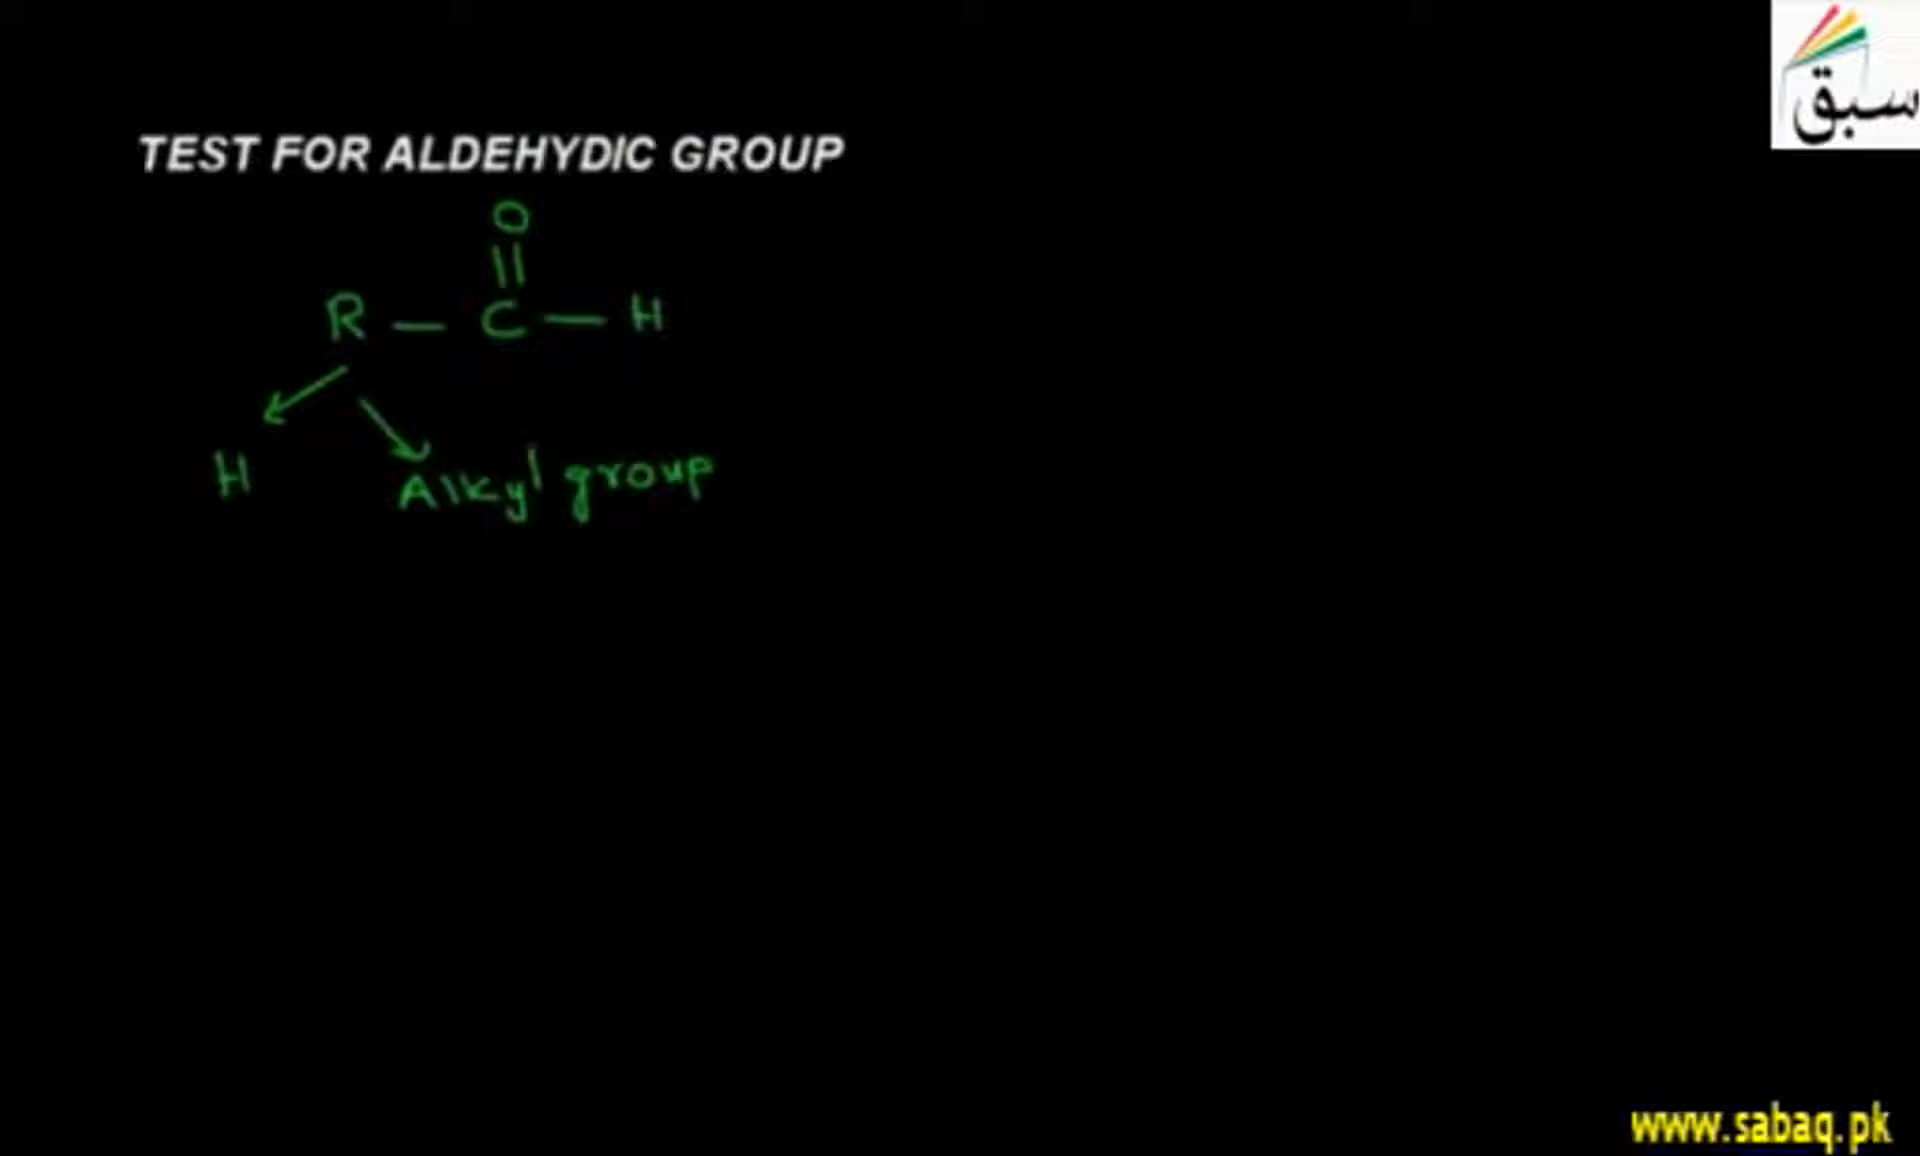 سبق
TEST FOR ALDEHYDIC GROUP
O
||
R — C — H
H Alkyl group
www.sabaq.pk